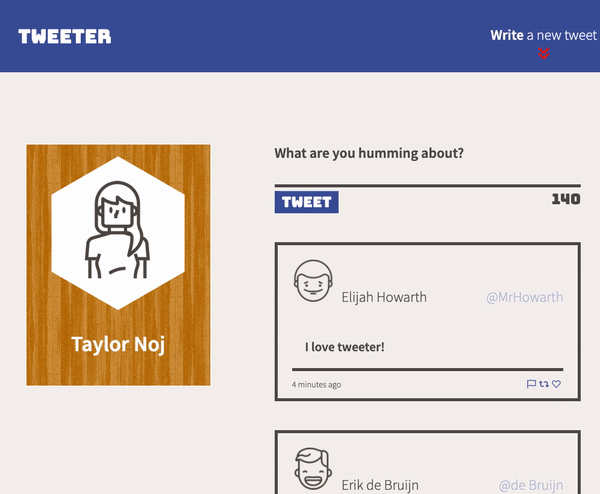 TWEETER
Write a new tweet
Taylor Noj
What are you humming about?
TWEET
140
Elijah Howarth
@MrHowarth
I love tweeter!
4 minutes ago
Erik de Bruijn
@de Bruijn